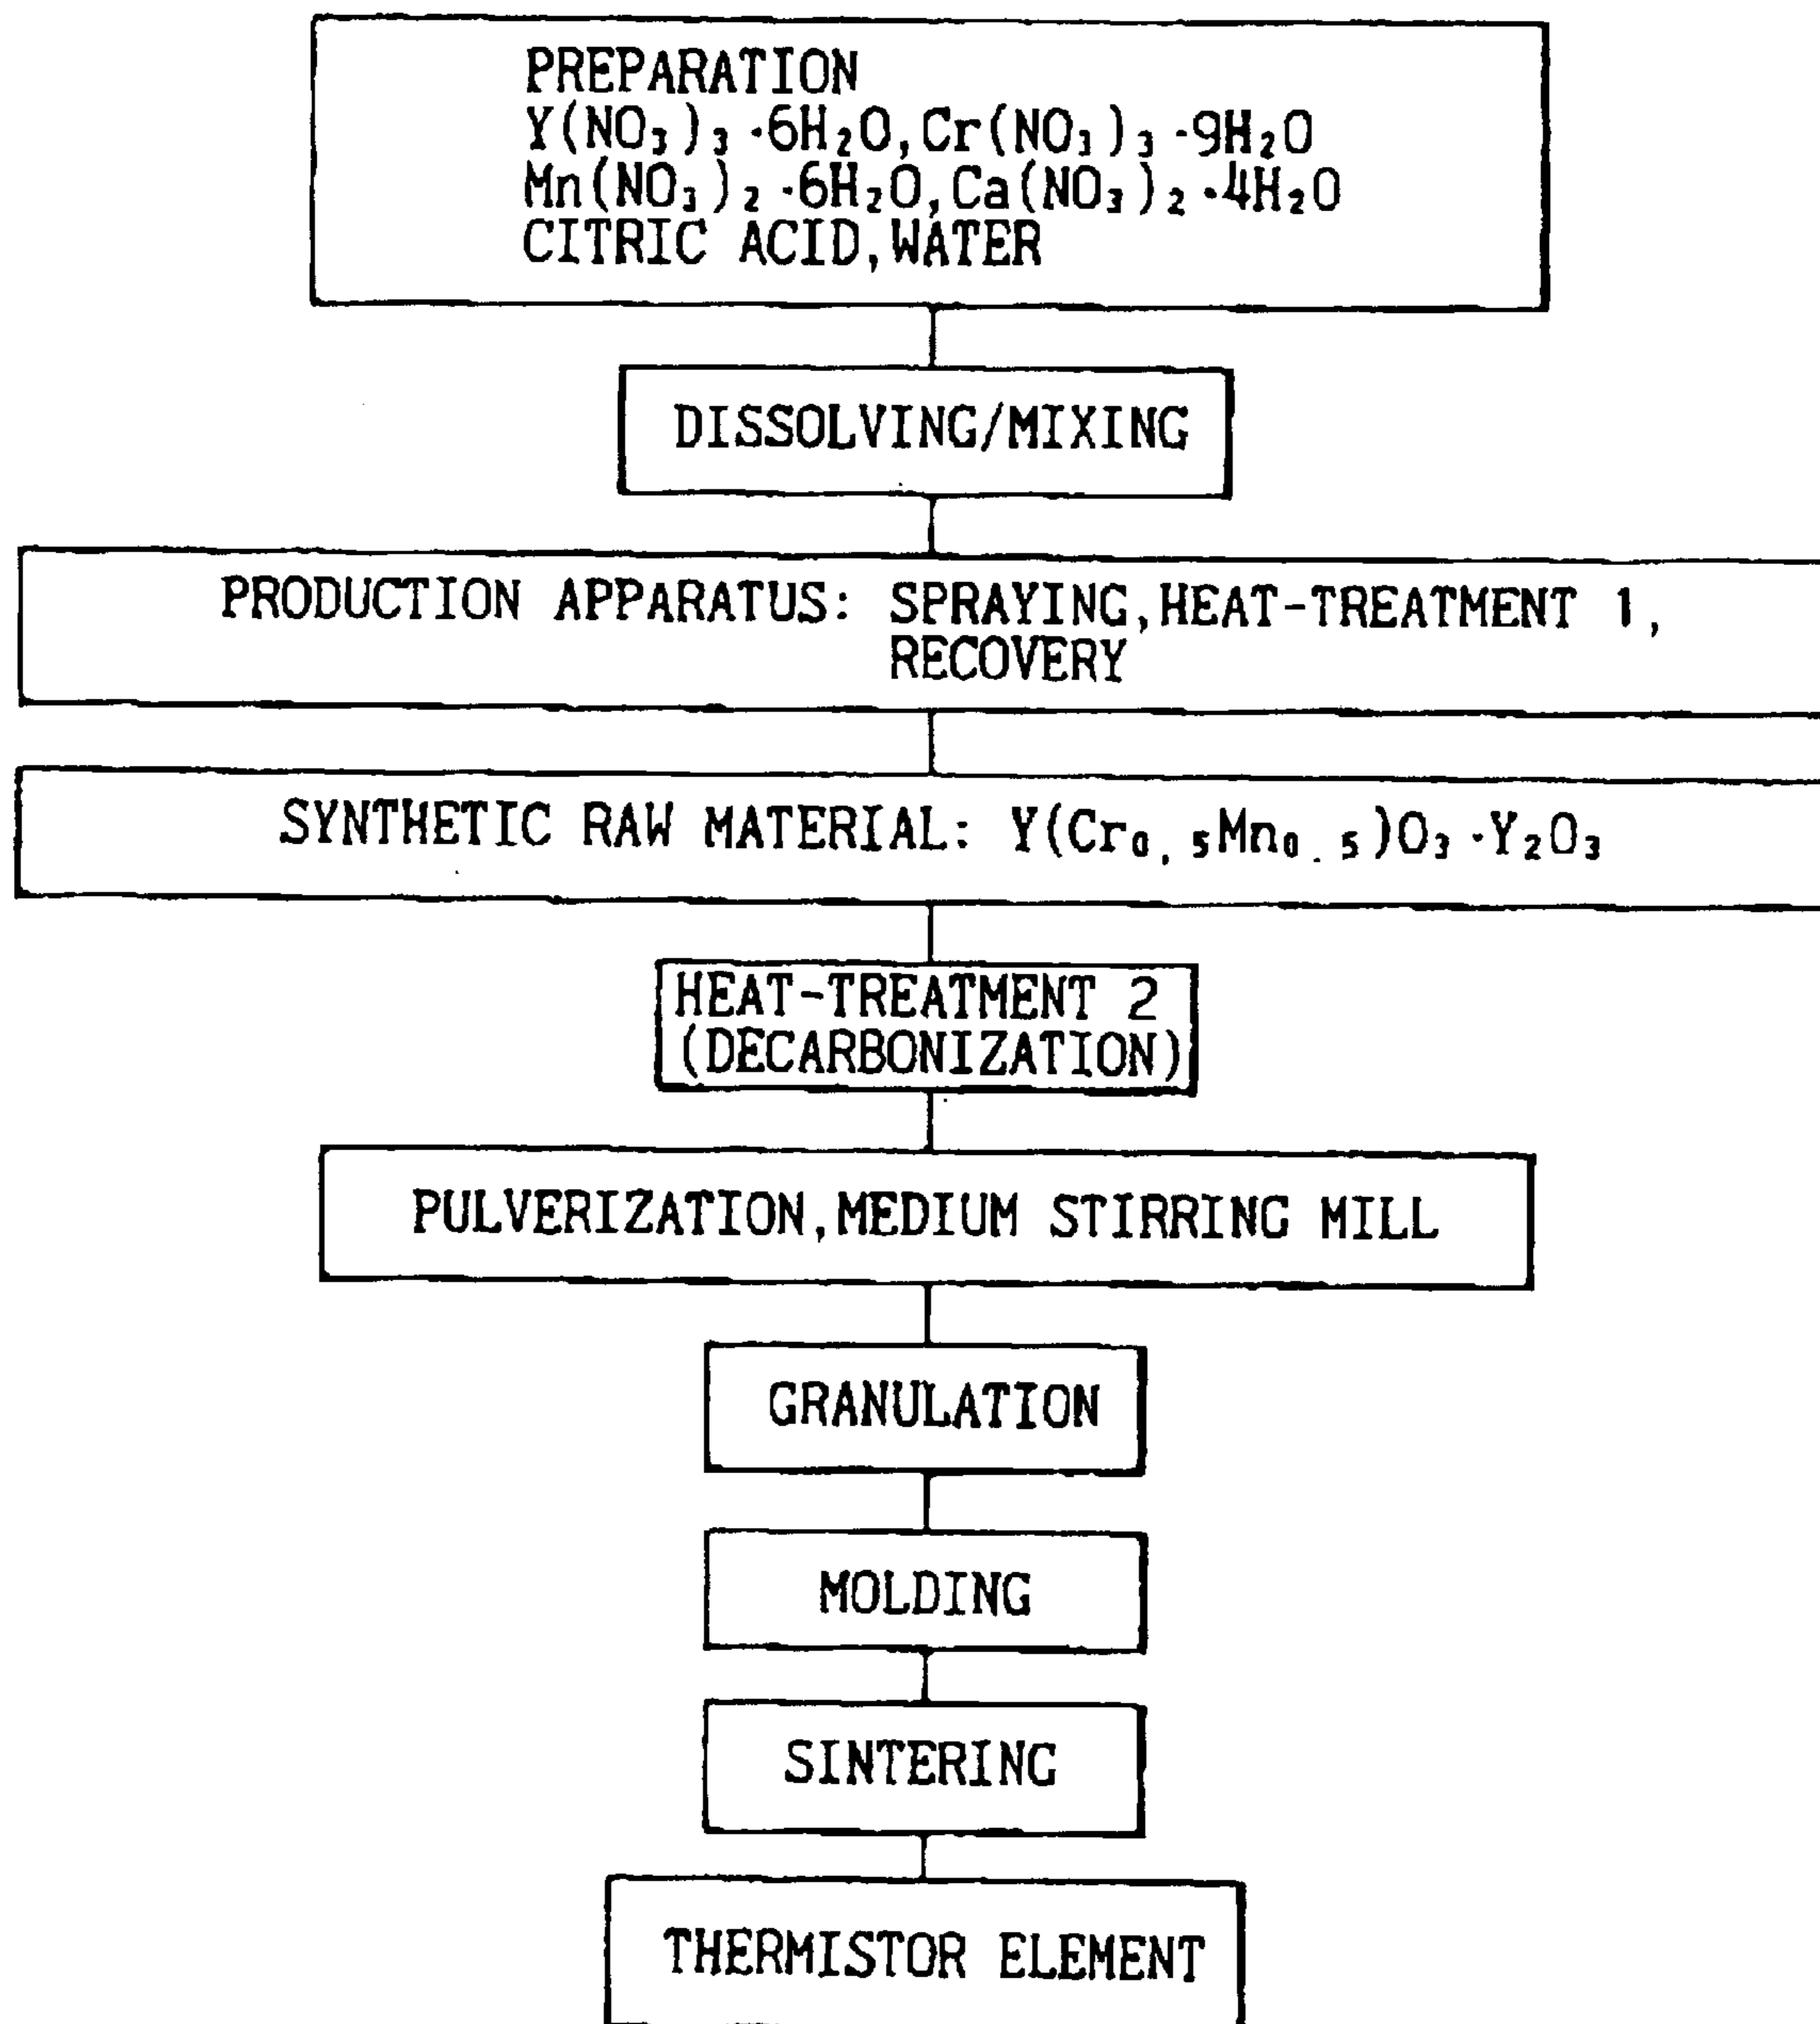 PREPARATION
Y(NO₃)₃·6H₂O,Cr(NO₃)₃·9H₂O
Mn(NO₃)₂·6H₂O,Ca(NO₃)₂·4H₂O
CITRIC ACID,WATER
DISSOLVING/MIXING
PRODUCTION APPARATUS: SPRAYING,HEAT-TREATMENT 1,
RECOVERY
SYNTHETIC RAW MATERIAL: Y(Cr₀.₅Mn₀.₅)O₃·Y₂O₃
HEAT-TREATMENT 2
(DECARBONIZATION)
PULVERIZATION,MEDIUM STIRRING MILL
GRANULATION
MOLDING
SINTERING
THERMISTOR ELEMENT